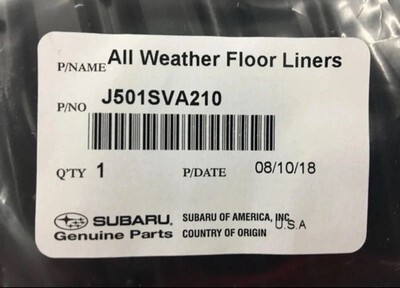 P/NAME All Weather Floor Liners
P/NO J501SVA210
Q'TY 1 P/DATE 08/10/18
SUBARU. SUBARU OF AMERICA, INC.
Genuine Parts COUNTRY OF ORIGIN U.S.A